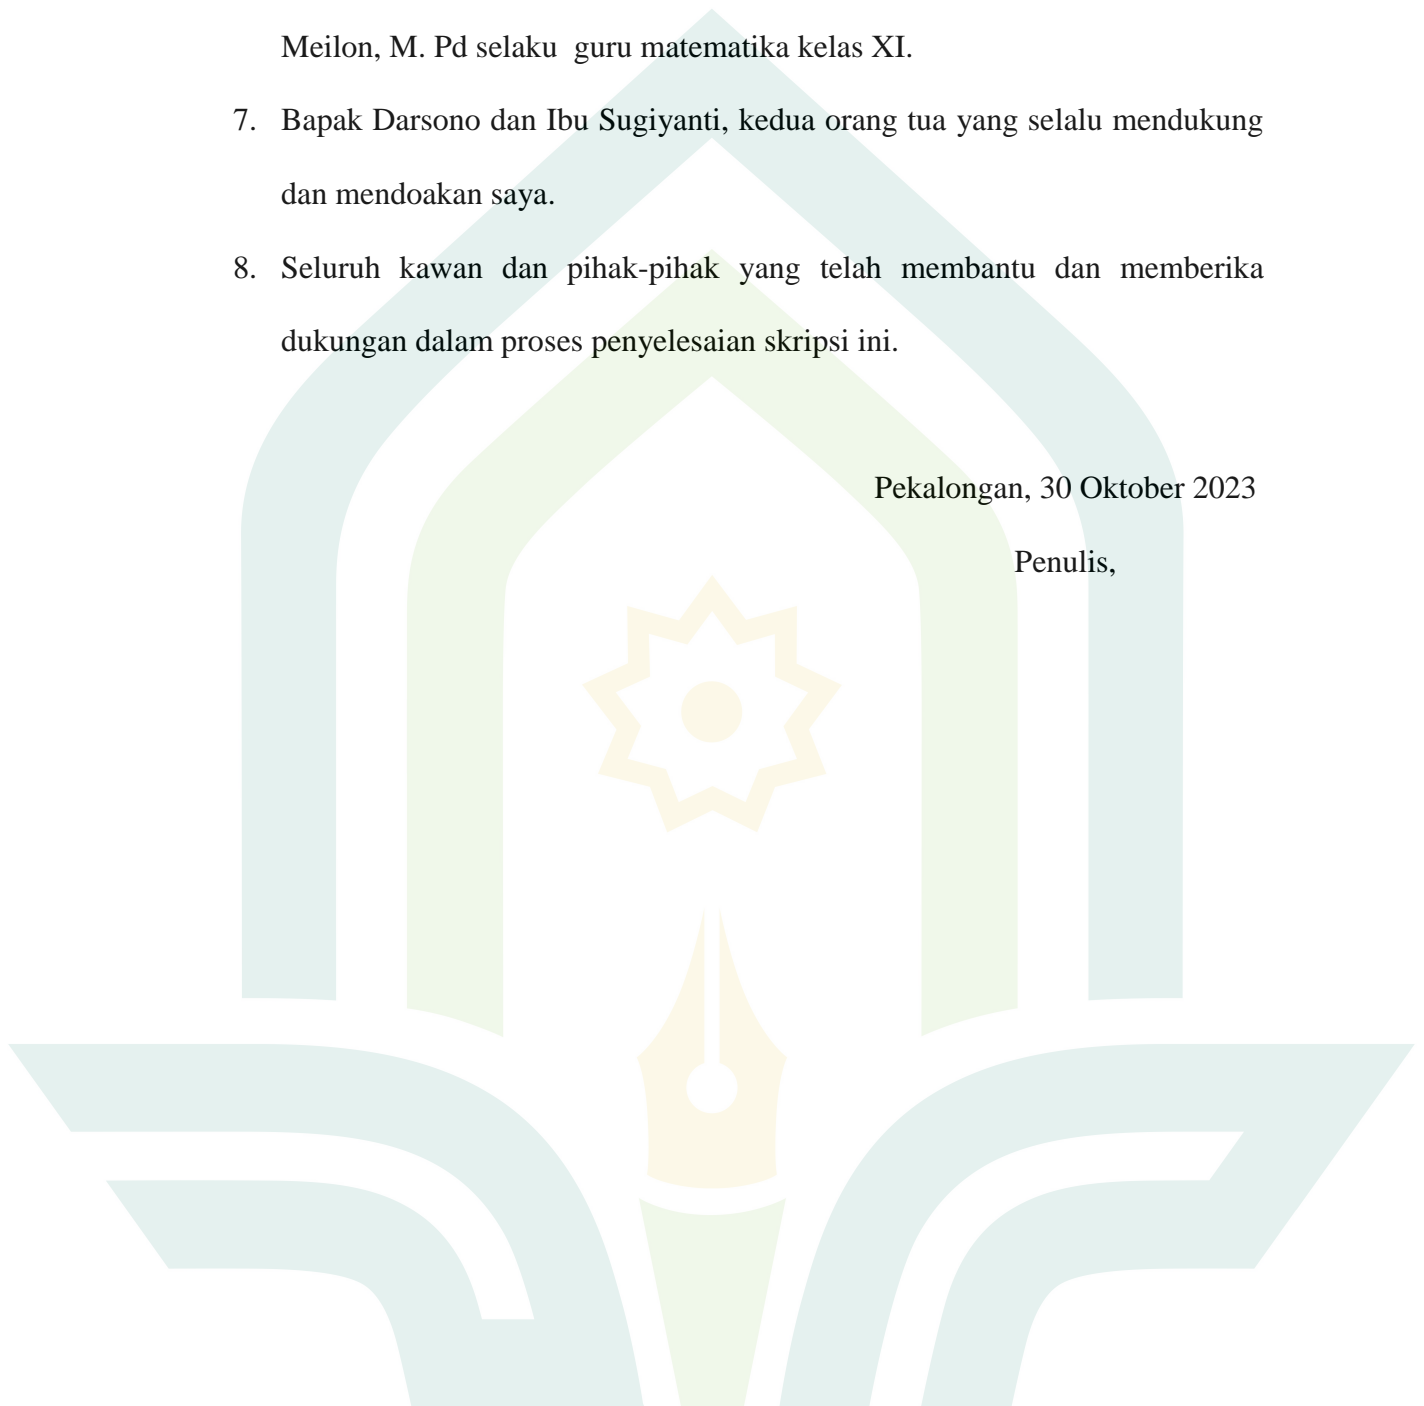 Meilon, M. Pd selaku guru matematika kelas XI.
7. Bapak Darsono dan Ibu Sugiyanti, kedua orang tua yang selalu mendukung
dan mendoakan saya.
8. Seluruh kawan dan pihak-pihak yang telah membantu dan memberika
dukungan dalam proses penyelesaian skripsi ini.
Pekalongan, 30 Oktober 2023
Penulis,